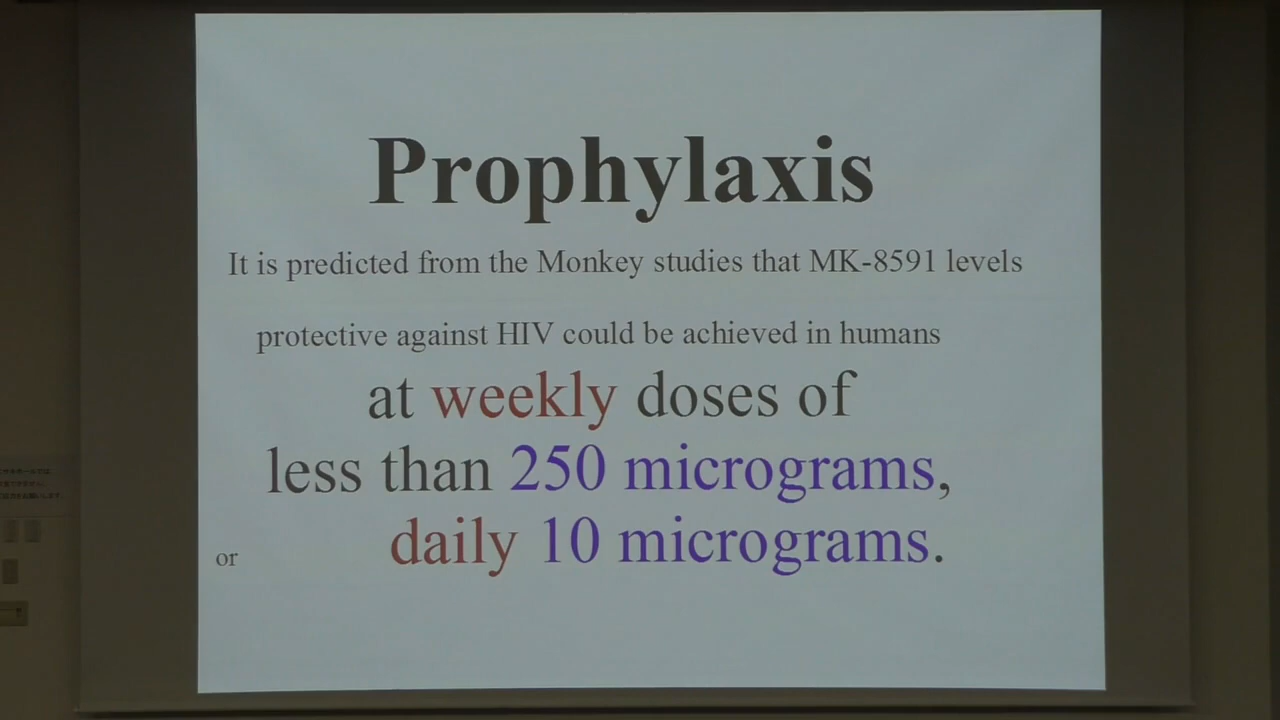 Prophylaxis
It is predicted from the Monkey studies that MK-8591 levels
protective against HIV could be achieved in humans
at weekly doses of
less than 250 micrograms,
or daily 10 micrograms.